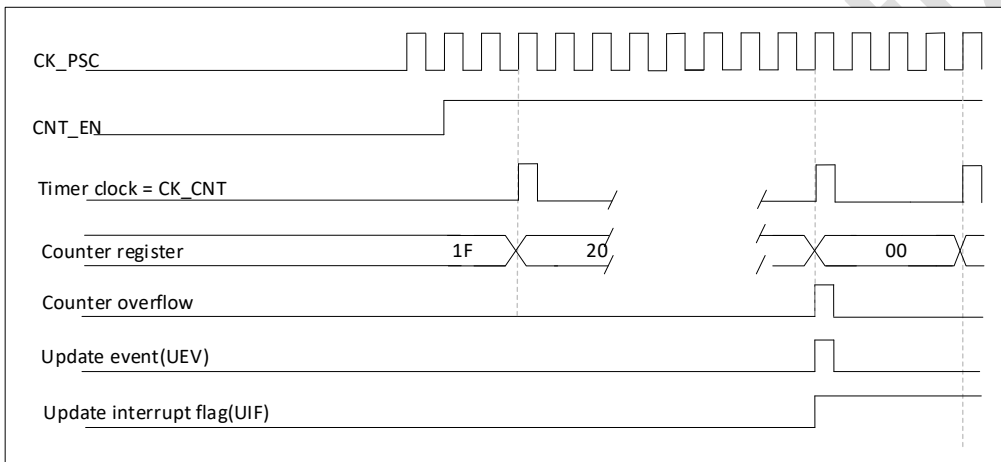 CK_PSC
CNT_EN
Timer clock = CK_CNT
Counter register 1F 20 00
Counter overflow
Update event(UEV)
Update interrupt flag(UIF)